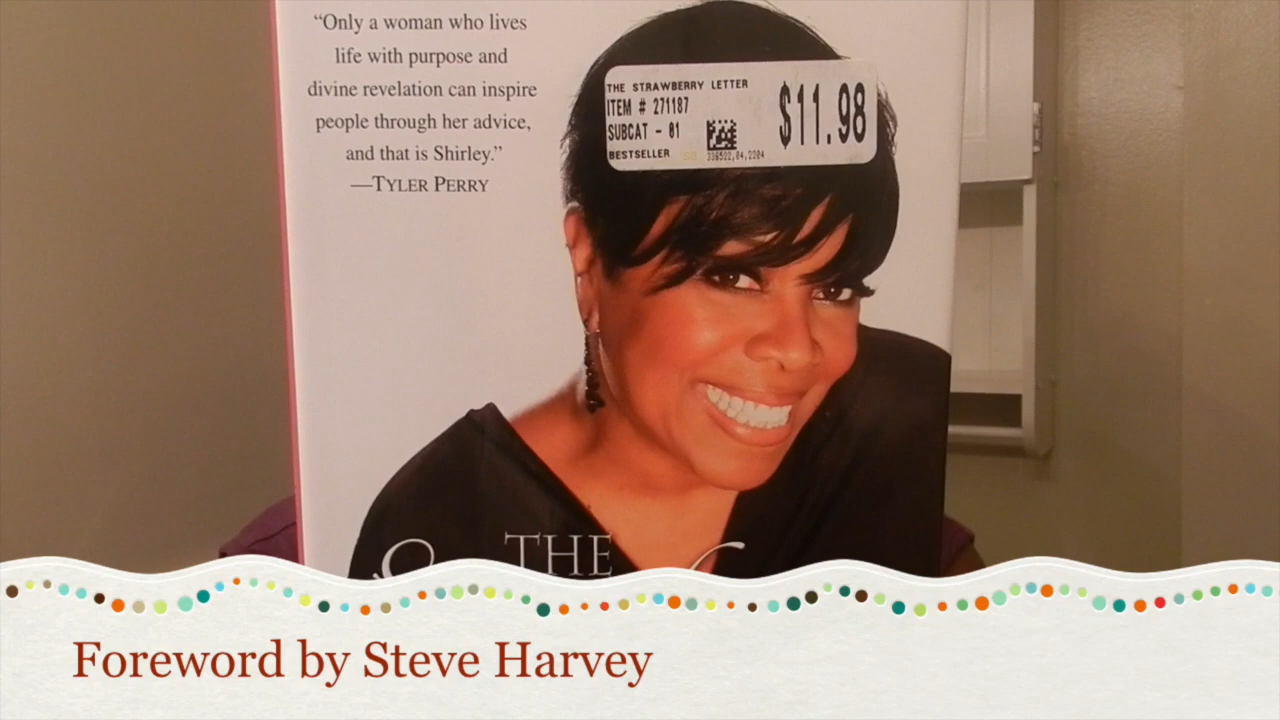 “Only a woman who lives
life with purpose and
divine revelation can inspire
people through her advice,
and that is Shirley.”
—TYLER PERRY
THE STRAWBERRY LETTER
ITEM # 271187
SUBCAT - 01
BESTSELLER
$11.98
THE
Foreword by Steve Harvey